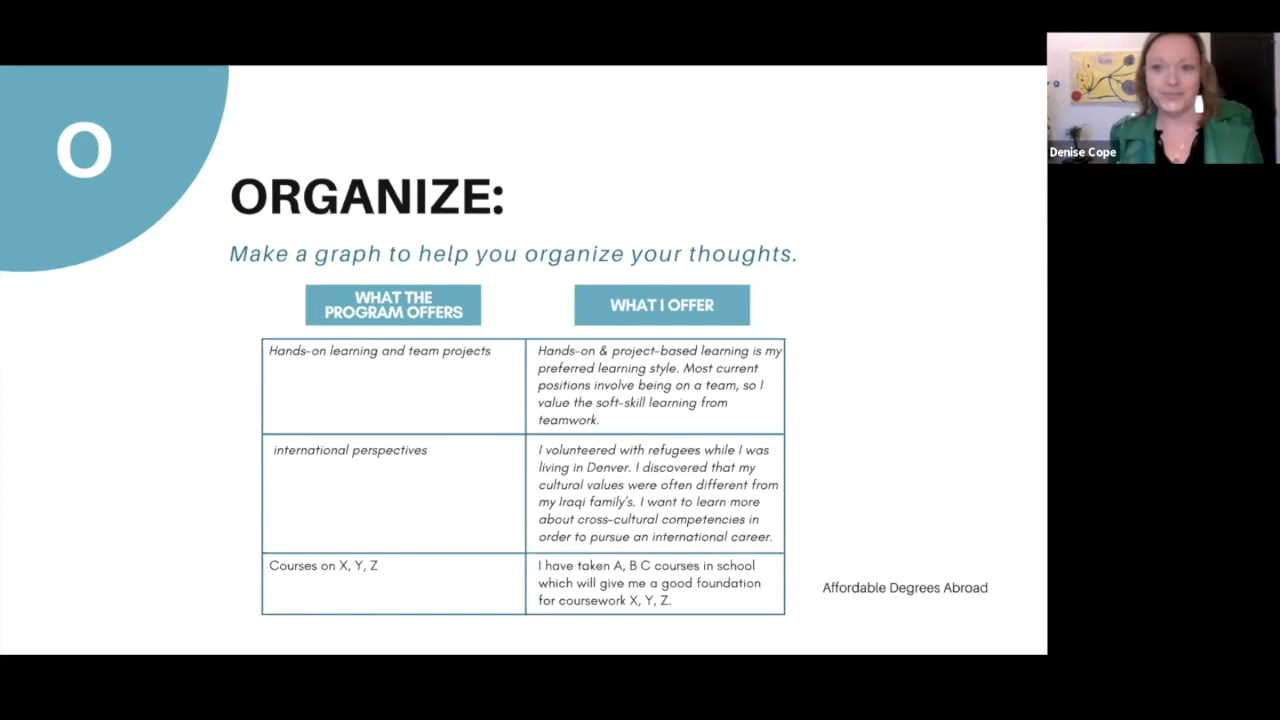 O
ORGANIZE:
Make a graph to help you organize your thoughts.
WHAT THE
PROGRAM OFFERS
WHAT I OFFER
Hands-on learning and team projects
Hands-on & project-based learning is my
preferred learning style. Most current
positions involve being on a team, so I
value the soft-skill learning from
teamwork.
international perspectives
I volunteered with refugees while I was
living in Denver. I discovered that my
cultural values were often different from
my Iraqi family's. I want to learn more
about cross-cultural competencies in
order to pursue an international career.
Courses on X, Y, Z
I have taken A, B C courses in school
which will give me a good foundation
for coursework X, Y, Z.
Affordable Degrees Abroad
Denise Cope